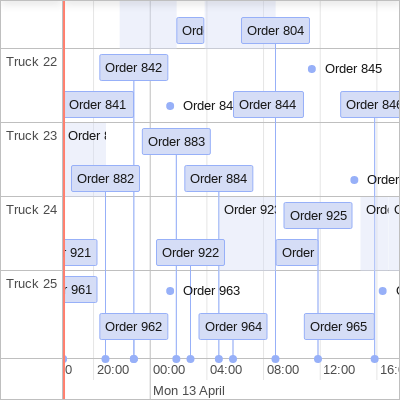 Ord
Order 804
Truck 22
Order 842
Order 845
Order 841
Order 84
Order 844
Order 846
Truck 23
Order
Order 883
Order 882
Order 884
Order
Truck 24
Order 92
Order 925
Ord
921
Order 922
Order
Truck 25
961
Order 963
Order 962
Order 964
Order 965
0 20:00 00:00 04:00 08:00 12:00 16:
Mon 13 April